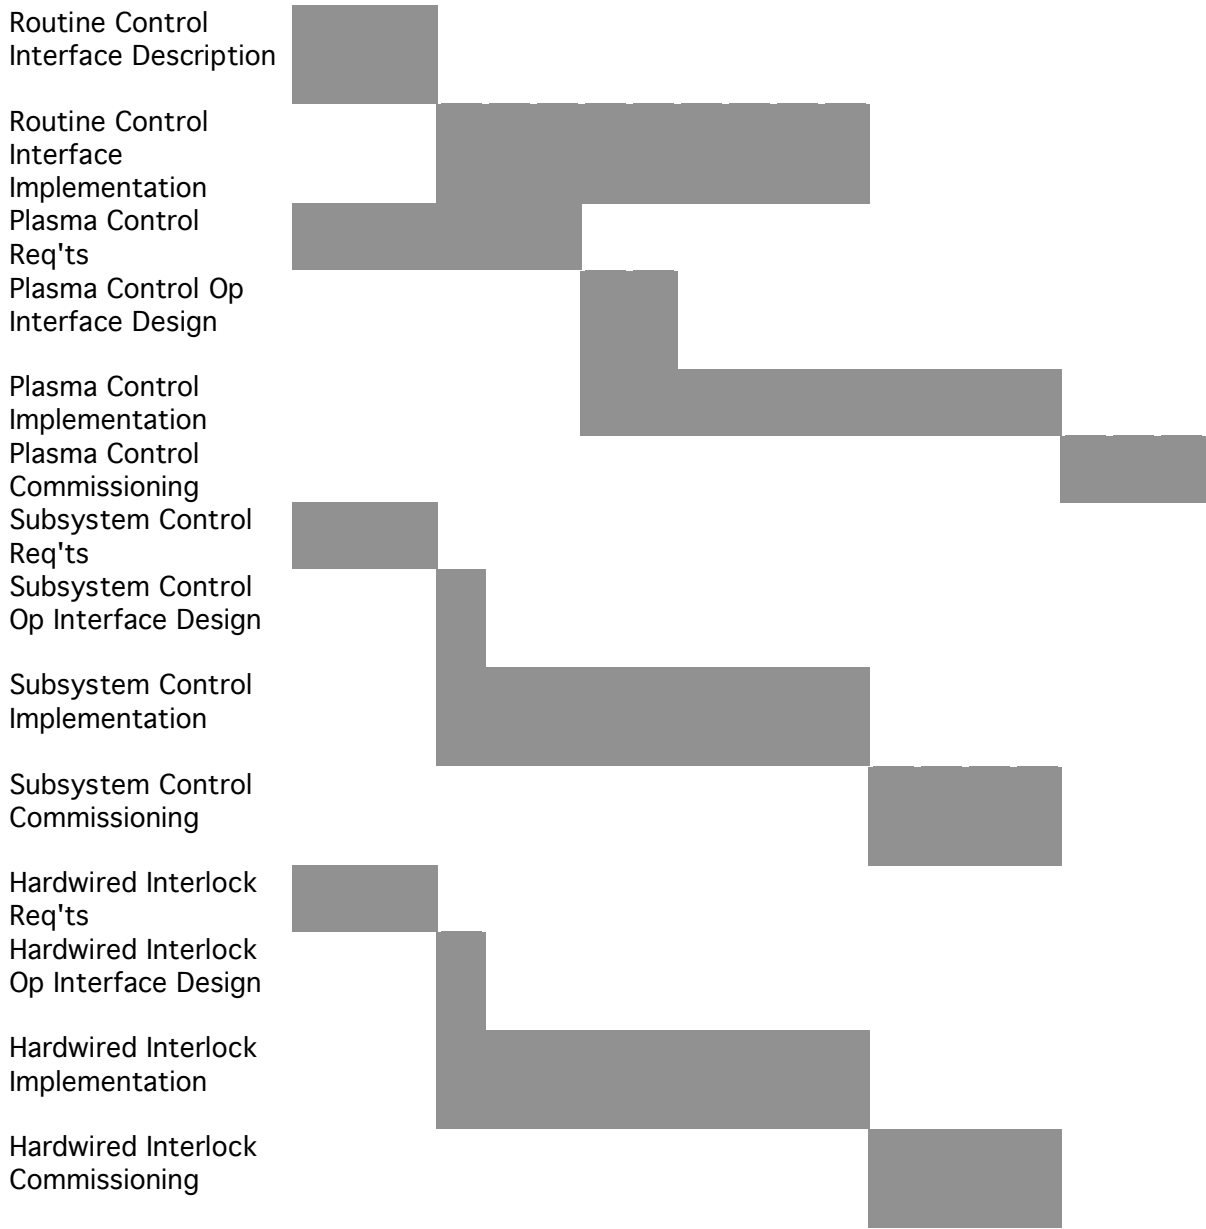 Routine Control
Interface Description
Routine Control
Interface
Implementation
Plasma Control
Req'ts
Plasma Control Op
Interface Design
Plasma Control
Implementation
Plasma Control
Commissioning
Subsystem Control
Req'ts
Subsystem Control
Op Interface Design
Subsystem Control
Implementation
Subsystem Control
Commissioning
Hardwired Interlock
Req'ts
Hardwired Interlock
Op Interface Design
Hardwired Interlock
Implementation
Hardwired Interlock
Commissioning